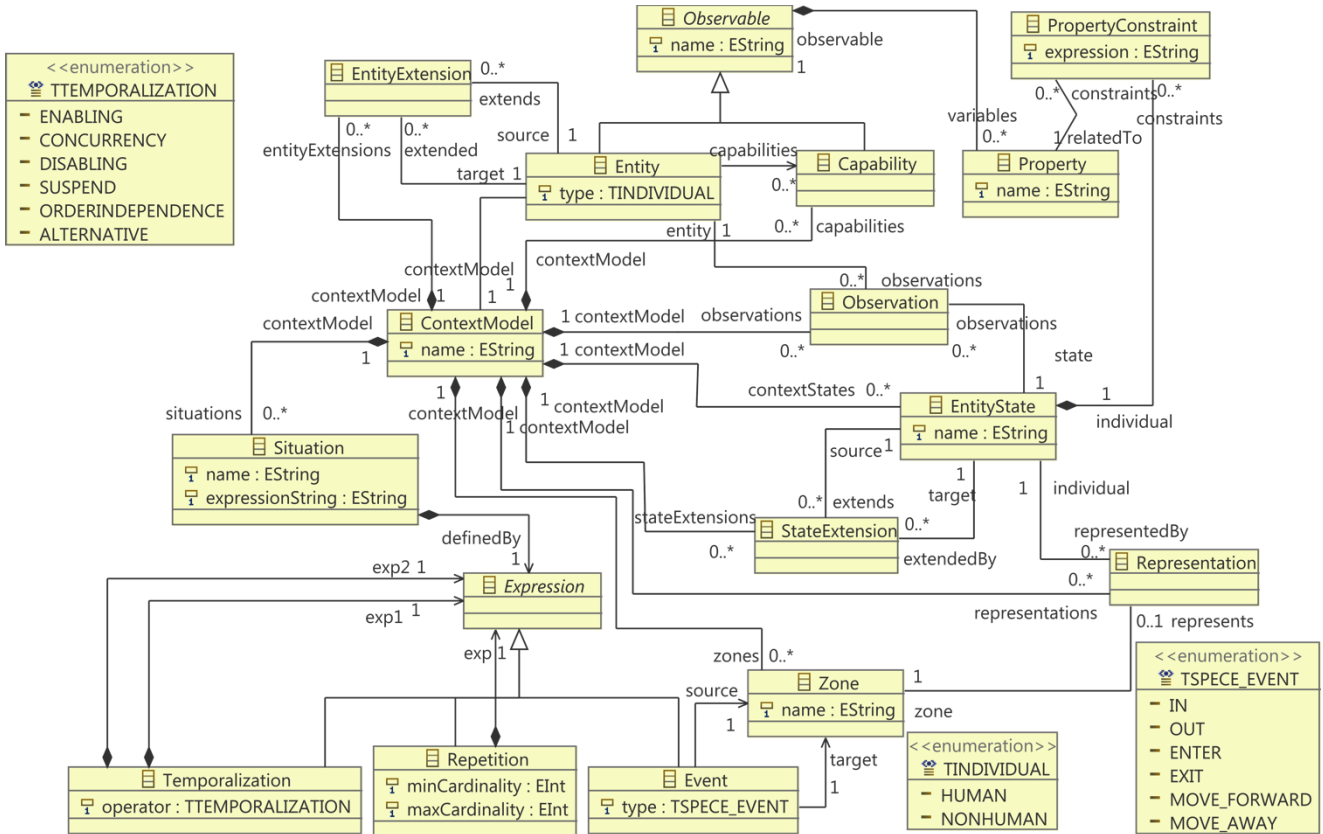 Observable
name : EString
observable
1
PropertyConstraint
expression : EString
0..*
constraints
0..*
constraints
variables
0..*
1
relatedTo
Property
name : EString
<<enumeration>>
TTEMPORALIZATION
ENABLING
CONCURRENCY
DISABLING
SUSPEND
ORDERINDEPENDENCE
ALTERNATIVE
EntityExtension
0..*
extends
source
1
0..*
0..*
entityExtensions
extended
target
1
Entity
type : TINDIVIDUAL
capabilities
0..*
Capability
entity
1
0..*
capabilities
contextModel
contextModel
contextModel
1
1
1
0..*
observations
Observation
contextModel
1
ContextModel
name : EString
1 contextModel
observations
0..*
observations
0..*
1 contextModel
state
1
contextStates
0..*
EntityState
name : EString
1
individual
1
contextModel
1
contextModel
1
contextModel
situations
0..*
Situation
name : EString
expressionString : EString
source
1
1
target
1
individual
0..*
extends
stateExtensions
0..*
StateExtension
0..*
extendedBy
representedBy
0..*
0..*
Representation
representations
0..1
represents
definedBy
1
exp2
1
exp1
1
Expression
exp
1
zones
0..*
Zone
name : EString
1
zone
source
1
target
1
Temporalization
operator : TTEMPORALIZATION
Repetition
minCardinality : EInt
maxCardinality : EInt
Event
type : TSPECE_EVENT
<<enumeration>>
TINDIVIDUAL
HUMAN
NONHUMAN
<<enumeration>>
TSPECE_EVENT
IN
OUT
ENTER
EXIT
MOVE_FORWARD
MOVE_AWAY